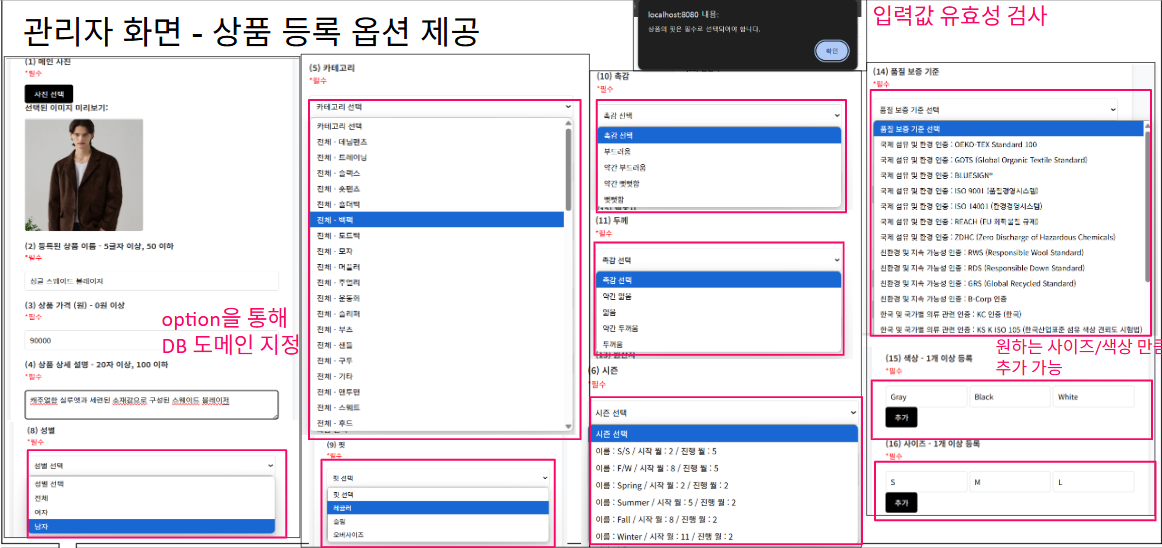 관리자 화면 - 상품 등록 옵션 제공
localhost:8080 내용:
상품의 핏은 필수로 선택되어야 합니다.
확인
입력값 유효성 검사
(1) 메인 사진
*필수
사진 선택
선택된 이미지 미리보기:
(2) 등록된 상품 이름 - 5글자 이상, 50 이하
*필수
싱글 스웨이드 블레이저
(3) 상품 가격 (원) - 0원 이상
*필수
90000
option을 통해
DB 도메인 지정
(4) 상품 상세 설명 - 20자 이상, 100 이하
*필수
캐주얼한 실루엣과 세련된 소재감으로 구성된 스웨이드 블레이저
(8) 성별
*필수
성별 선택
성별 선택
전체
여자
남자
(5) 카테고리
*필수
카테고리 선택
카테고리 선택
전체 - 데님팬츠
전체 - 트레이닝
전체 - 슬랙스
전체 - 숏팬츠
전체 - 숄더백
전체 - 백팩
전체 - 토트백
전체 - 모자
전체 - 머플러
전체 - 주얼리
전체 - 운동화
전체 - 슬리퍼
전체 - 부츠
전체 - 샌들
전체 - 구두
전체 - 기타
전체 - 맨투맨
전체 - 스웨트
전체 - 후드
(9) 핏
*필수
핏 선택
핏 선택
레귤러
슬림
오버사이즈
(10) 촉감
*필수
촉감 선택
촉감 선택
부드러움
약간 부드러움
약간 뻣뻣함
뻣뻣함
(11) 두께
*필수
촉감 선택
촉감 선택
약간 얇음
얇음
약간 두꺼움
두꺼움
(13) 원산지
(6) 시즌
*필수
시즌 선택
시즌 선택
이름 : S/S / 시작 월 : 2 / 진행 월 : 5
이름 : F/W / 시작 월 : 8 / 진행 월 : 5
이름 : Spring / 시작 월 : 2 / 진행 월 : 2
이름 : Summer / 시작 월 : 5 / 진행 월 : 2
이름 : Fall / 시작 월 : 8 / 진행 월 : 2
이름 : Winter / 시작 월 : 11 / 진행 월 : 2
(14) 품질 보증 기준
*필수
품질 보증 기준 선택
품질 보증 기준 선택
국제 섬유 및 환경 인증 : OEKO-TEX Standard 100
국제 섬유 및 환경 인증 : GOTS (Global Organic Textile Standard)
국제 섬유 및 환경 인증 : BLUESIGN®
국제 섬유 및 환경 인증 : ISO 9001 (품질경영시스템)
국제 섬유 및 환경 인증 : ISO 14001 (환경경영시스템)
국제 섬유 및 환경 인증 : REACH (EU 화학물질 규제)
국제 섬유 및 환경 인증 : ZDHC (Zero Discharge of Hazardous Chemicals)
친환경 및 지속 가능성 인증 : RWS (Responsible Wool Standard)
친환경 및 지속 가능성 인증 : RDS (Responsible Down Standard)
친환경 및 지속 가능성 인증 : GRS (Global Recycled Standard)
친환경 및 지속 가능성 인증 : B-Corp 인증
한국 및 국가별 의류 관련 인증 : KC 인증 (한국)
한국 및 국가별 의류 관련 인증 : KS K ISO 105 (한국산업표준 섬유 색상 견뢰도 시험법)
원하는 사이즈/색상 만큼
추가 가능
(15) 색상 - 1개 이상 등록
*필수
Gray Black White
추가
(16) 사이즈 - 1개 이상 등록
*필수
S M L
추가